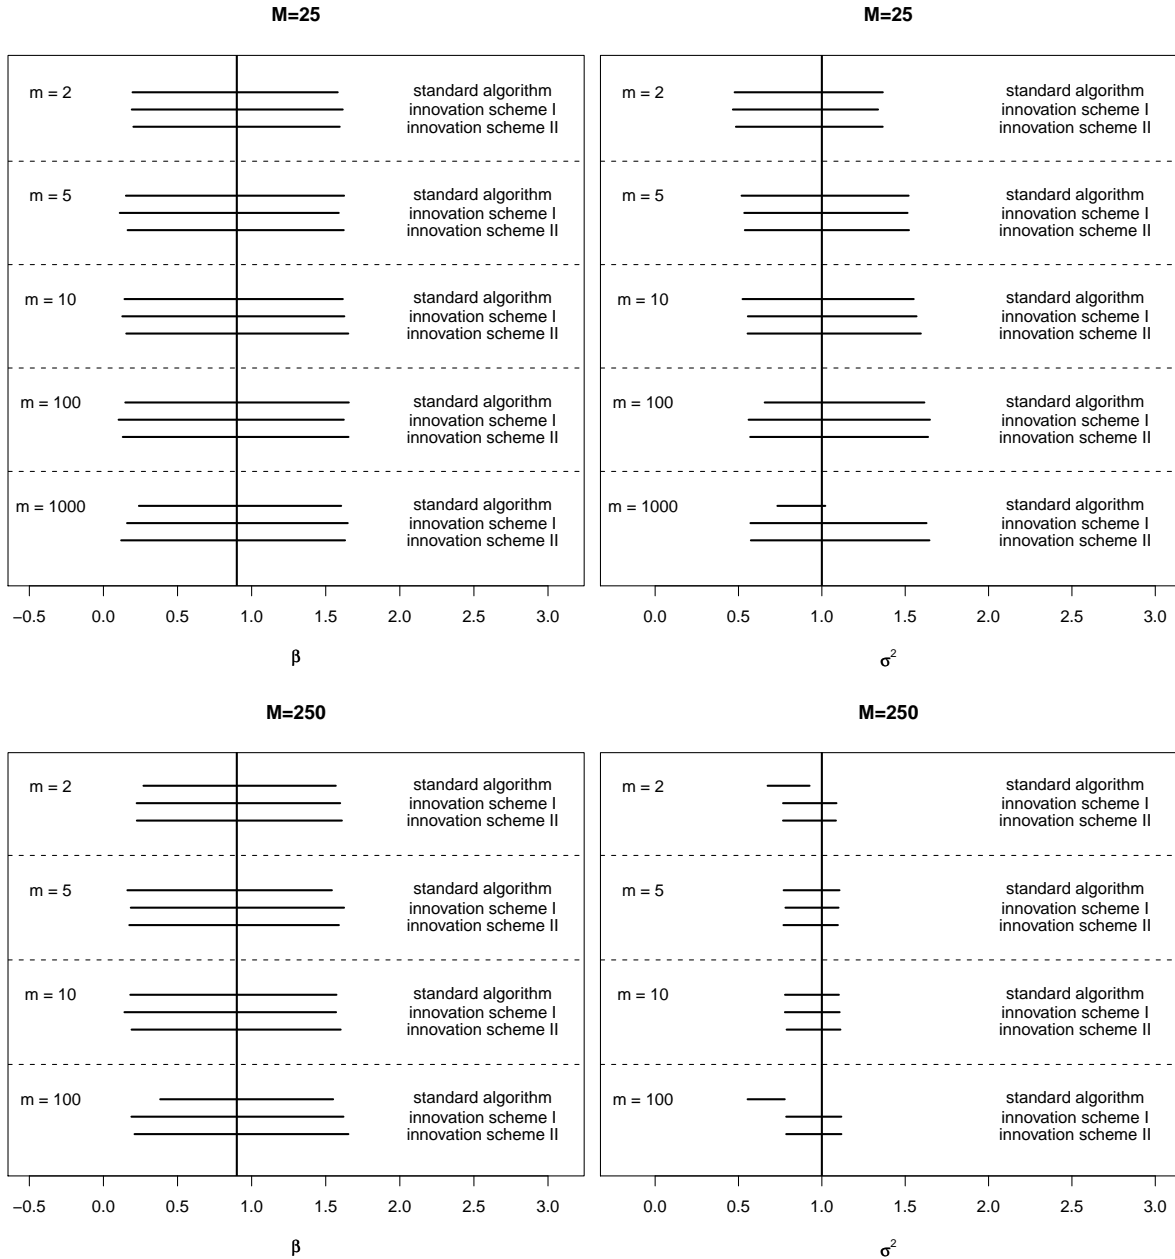 M=25
m = 2
standard algorithm
innovation scheme I
innovation scheme II
m = 5
standard algorithm
innovation scheme I
innovation scheme II
m = 10
standard algorithm
innovation scheme I
innovation scheme II
m = 100
standard algorithm
innovation scheme I
innovation scheme II
m = 1000
standard algorithm
innovation scheme I
innovation scheme II
−0.5 0.0 0.5 1.0 1.5 2.0 2.5 3.0
β
M=25
m = 2
standard algorithm
innovation scheme I
innovation scheme II
m = 5
standard algorithm
innovation scheme I
innovation scheme II
m = 10
standard algorithm
innovation scheme I
innovation scheme II
m = 100
standard algorithm
innovation scheme I
innovation scheme II
m = 1000
standard algorithm
innovation scheme I
innovation scheme II
0.0 0.5 1.0 1.5 2.0 2.5 3.0
σ²
M=250
m = 2
standard algorithm
innovation scheme I
innovation scheme II
m = 5
standard algorithm
innovation scheme I
innovation scheme II
m = 10
standard algorithm
innovation scheme I
innovation scheme II
m = 100
standard algorithm
innovation scheme I
innovation scheme II
−0.5 0.0 0.5 1.0 1.5 2.0 2.5 3.0
β
M=250
m = 2
standard algorithm
innovation scheme I
innovation scheme II
m = 5
standard algorithm
innovation scheme I
innovation scheme II
m = 10
standard algorithm
innovation scheme I
innovation scheme II
m = 100
standard algorithm
innovation scheme I
innovation scheme II
0.0 0.5 1.0 1.5 2.0 2.5 3.0
σ²